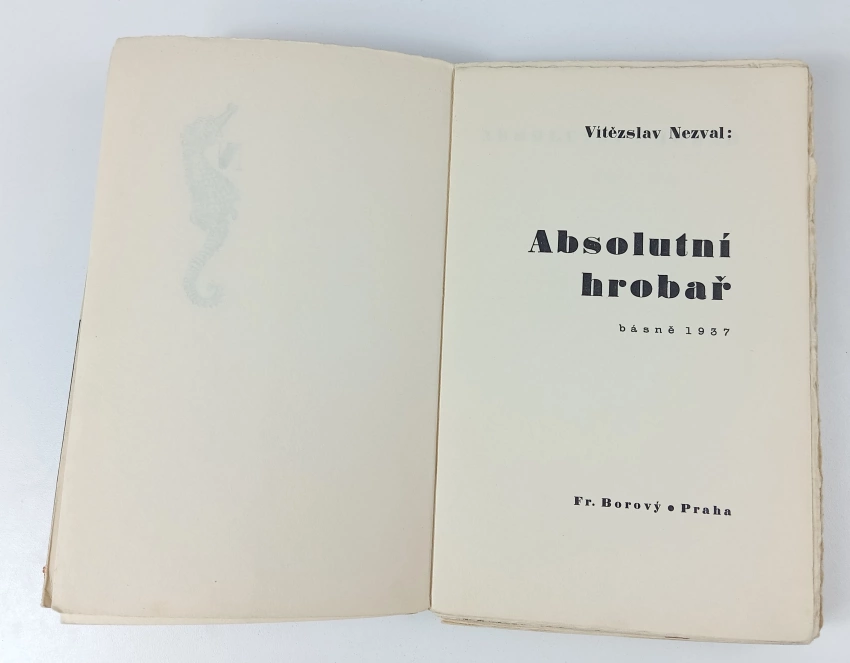 Vítězslav Nezval:
Absolutní
hrobař
básně 1937
Fr. Borový • Praha